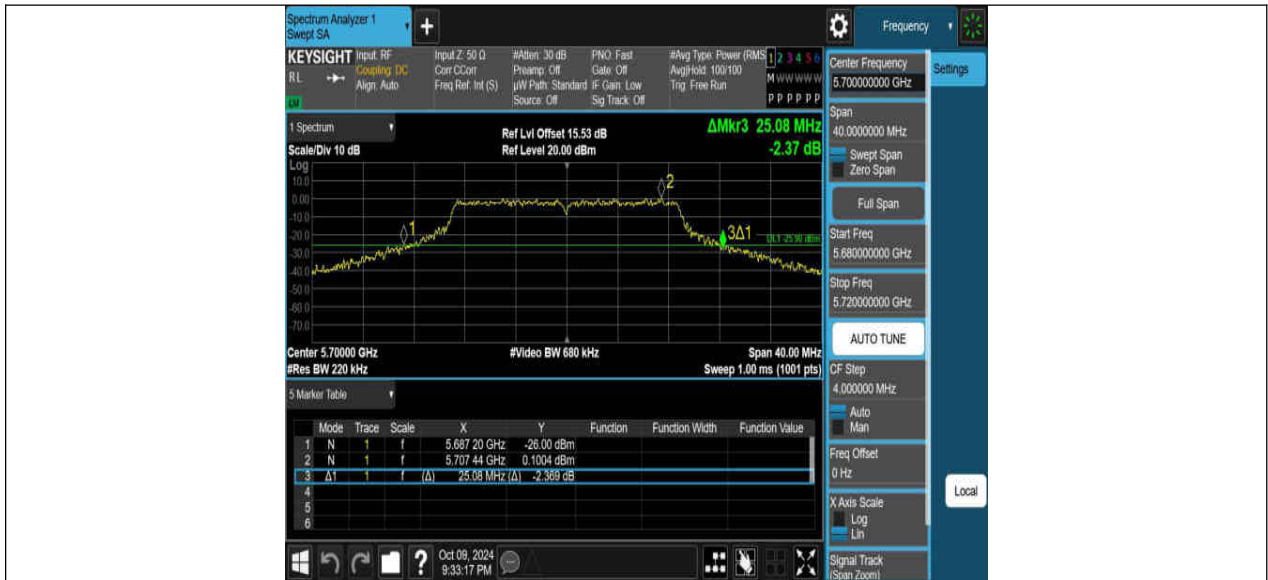 Spectrum Analyzer 1
Swept SA
+
Frequency
KEYSIGHT
RL
LXI
Input: RF
Coupling: DC
Align: Auto
Input Z: 50 Ω
Corr CCorr
Freq Ref: Int (S)
#Atten: 30 dB
Preamp: Off
µW Path: Standard
Source: Off
PNO: Fast
Gate: Off
IF Gain: Low
Sig Track: Off
#Avg Type: Power (RMS
Avg|Hold: 100/100
Trig: Free Run
1 2 3 4 5 6
M W W W W W
P P P P P P
1 Spectrum
Scale/Div 10 dB
Ref Lvl Offset 15.53 dB
Ref Level 20.00 dBm
ΔMkr3 25.08 MHz
-2.37 dB
Log
10.0
0.00
-10.0
-20.0
-30.0
-40.0
-50.0
-60.0
-70.0
1
2
3Δ1
DL1 -25.90 dBm
Center 5.70000 GHz
#Video BW 680 kHz
Span 40.00 MHz
#Res BW 220 kHz
Sweep 1.00 ms (1001 pts)
5 Marker Table
Mode Trace Scale X Y Function Function Width Function Value
1 N 1 f 5.687 20 GHz -26.00 dBm
2 N 1 f 5.707 44 GHz 0.1004 dBm
3 Δ1 1 f (Δ) 25.08 MHz (Δ) -2.369 dB
4
5
6
?
Oct 09, 2024
9:33:17 PM
Center Frequency
5.700000000 GHz
Settings
Span
40.0000000 MHz
Swept Span
Zero Span
Full Span
Start Freq
5.680000000 GHz
Stop Freq
5.720000000 GHz
AUTO TUNE
CF Step
4.000000 MHz
Auto
Man
Freq Offset
0 Hz
X Axis Scale
Log
Lin
Local
Signal Track
(Span Zoom)